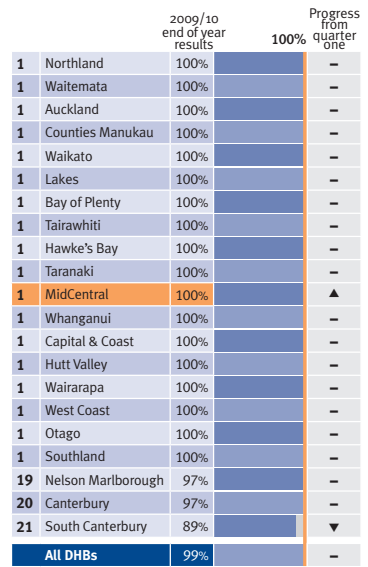 2009/10 end of year results
100%
Progress from quarter one
1 Northland 100% –
1 Waitemata 100% –
1 Auckland 100% –
1 Counties Manukau 100% –
1 Waikato 100% –
1 Lakes 100% –
1 Bay of Plenty 100% –
1 Tairawhiti 100% –
1 Hawke's Bay 100% –
1 Taranaki 100% –
1 MidCentral 100% ▲
1 Whanganui 100% –
1 Capital & Coast 100% –
1 Hutt Valley 100% –
1 Wairarapa 100% –
1 West Coast 100% –
1 Otago 100% –
1 Southland 100% –
19 Nelson Marlborough 97% –
20 Canterbury 97% –
21 South Canterbury 89% ▼
All DHBs 99% –